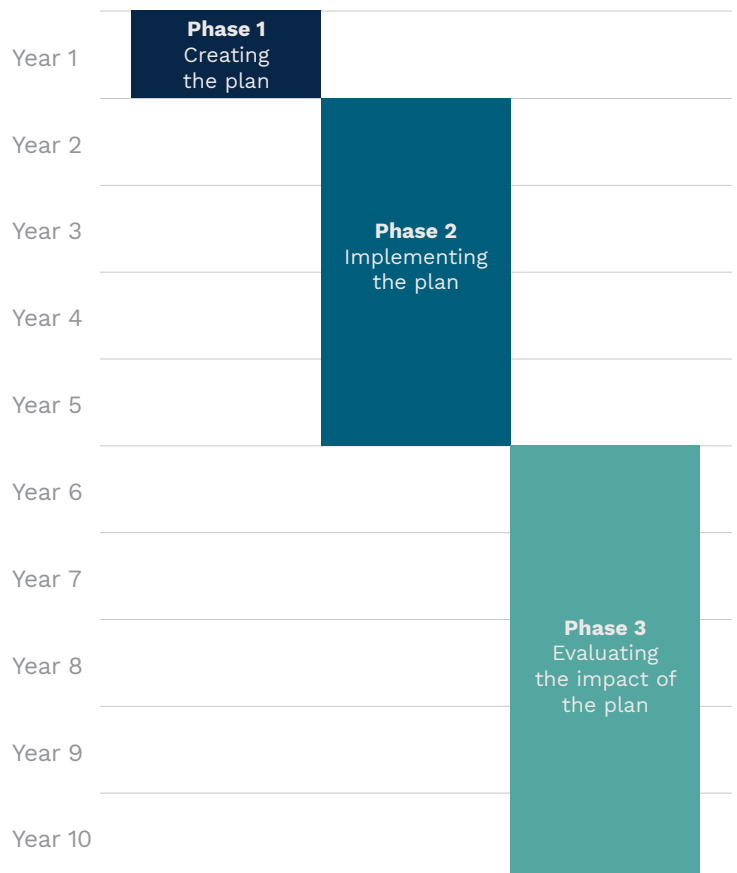 Year 1
Phase 1
Creating
the plan
Year 2
Year 3
Phase 2
Implementing
the plan
Year 4
Year 5
Year 6
Year 7
Year 8
Phase 3
Evaluating
the impact of
the plan
Year 9
Year 10